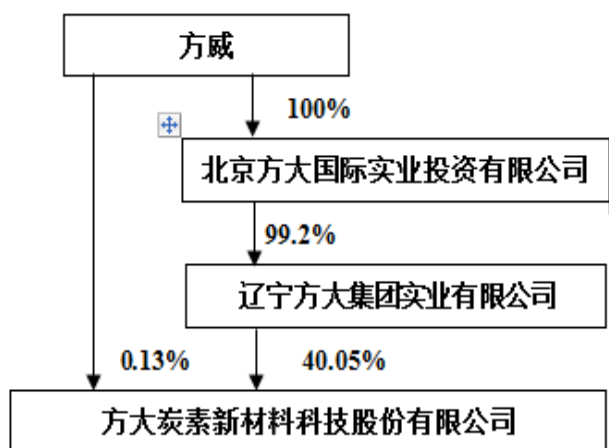 方威
100%
北京方大国际实业投资有限公司
99.2%
辽宁方大集团实业有限公司
0.13%
40.05%
方大炭素新材料科技股份有限公司